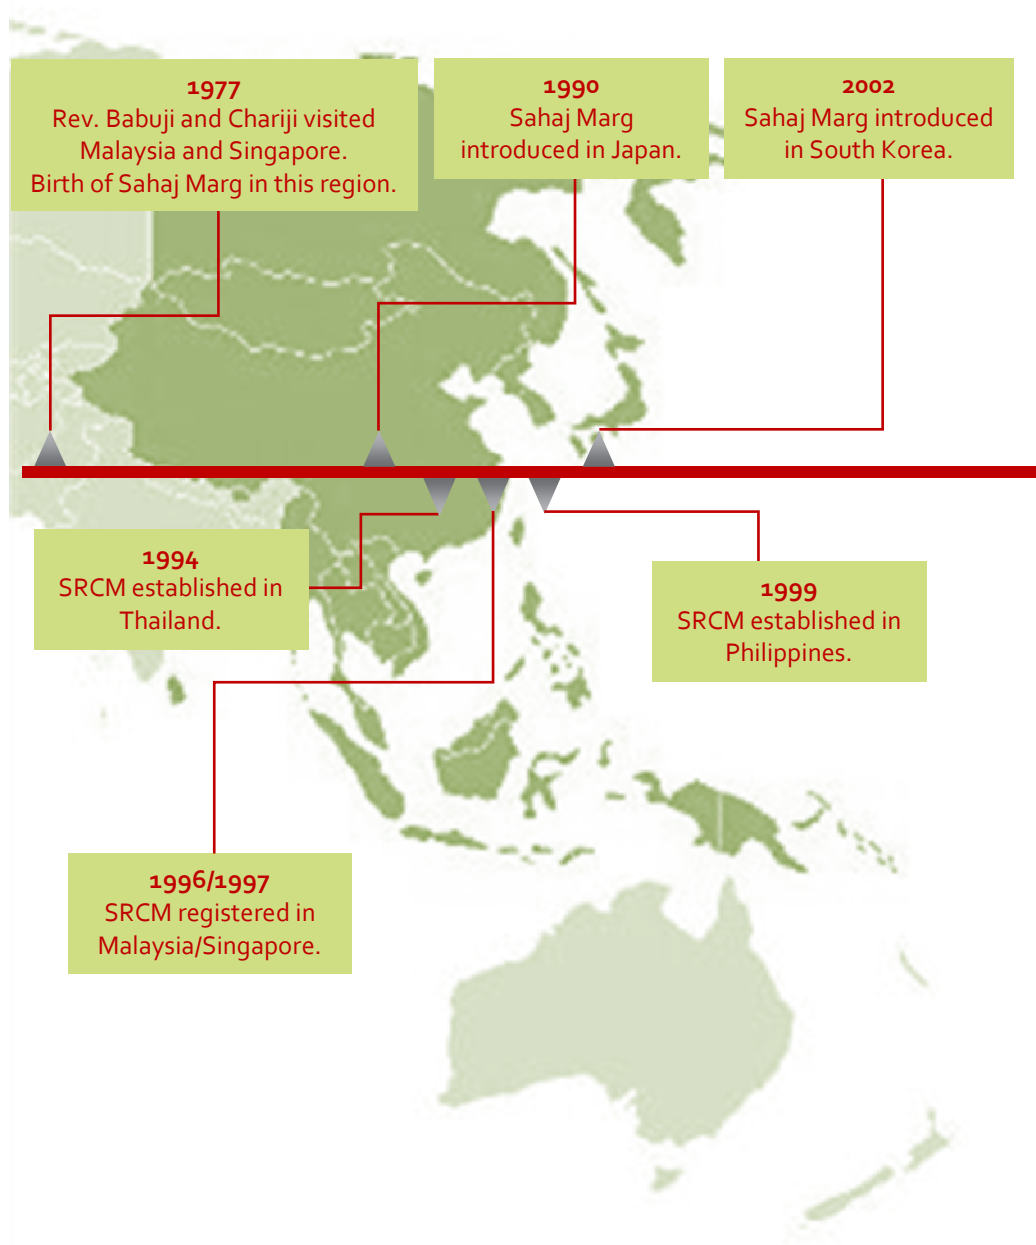 1977
Rev. Babuji and Chariji visited
Malaysia and Singapore.
Birth of Sahaj Marg in this region.
1990
Sahaj Marg
introduced in Japan.
2002
Sahaj Marg introduced
in South Korea.
1994
SRCM established in
Thailand.
1999
SRCM established in
Philippines.
1996/1997
SRCM registered in
Malaysia/Singapore.